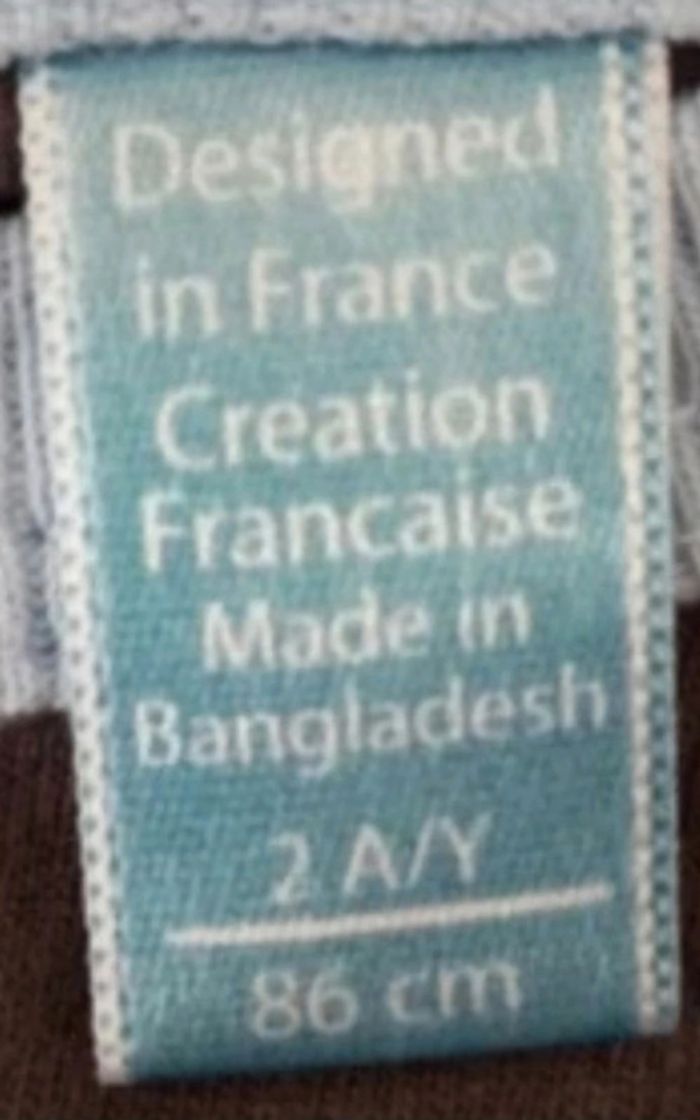 Designed
in France
Creation
Francaise
Made in
Bangladesh
2 A/Y
86 cm